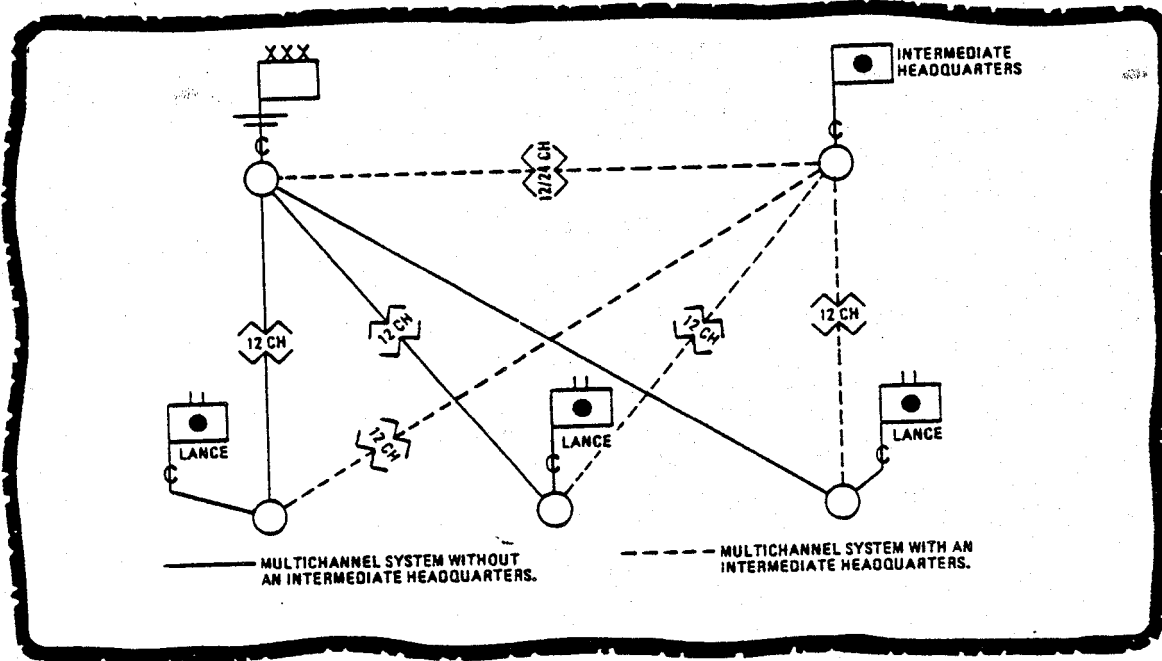 XXX
INTERMEDIATE
HEADQUARTERS
C
C
12/24 CH
12 CH
12 CH
12 CH
12 CH
12 CH
LANCE
LANCE
LANCE
C
C
C
MULTICHANNEL SYSTEM WITHOUT
AN INTERMEDIATE HEADQUARTERS.
MULTICHANNEL SYSTEM WITH AN
INTERMEDIATE HEADQUARTERS.